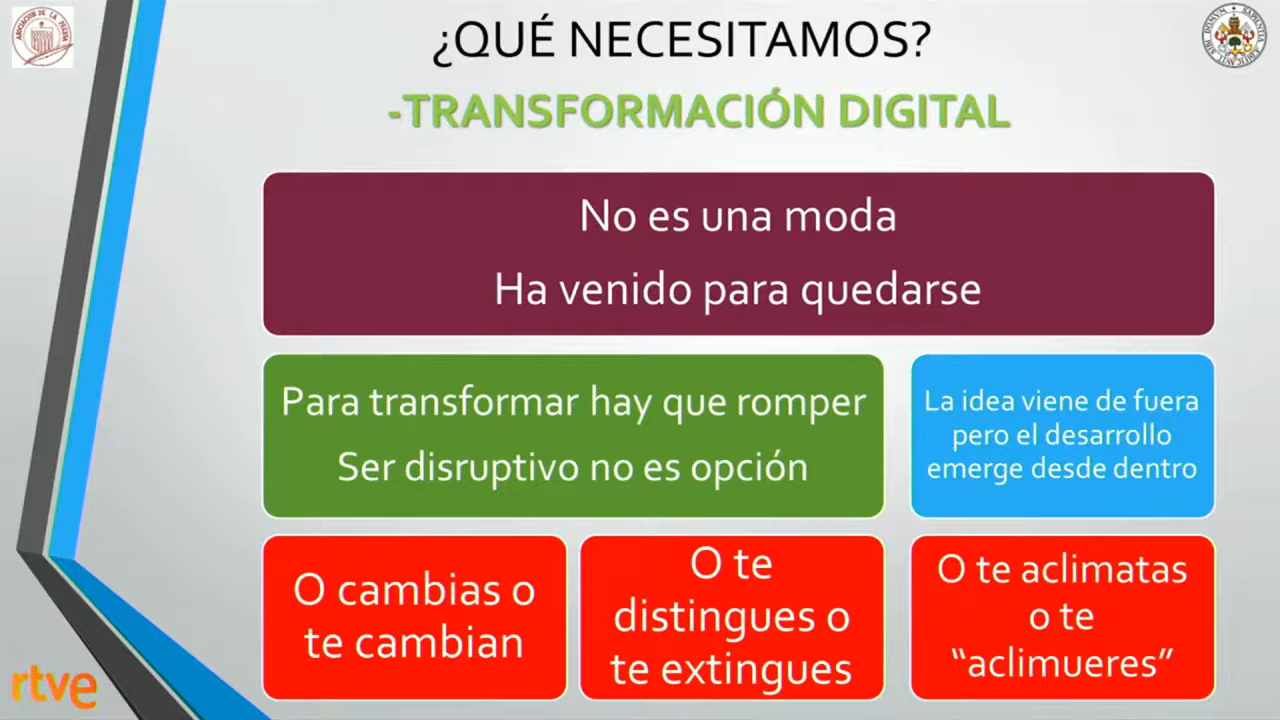 ¿QUÉ NECESITAMOS?
-TRANSFORMACIÓN DIGITAL
No es una moda
Ha venido para quedarse
Para transformar hay que romper
Ser disruptivo no es opción
La idea viene de fuera
pero el desarrollo
emerge desde dentro
O cambias o
te cambian
O te
distingues o
te extingues
O te aclimatas
o te
“aclimueres”
rtve